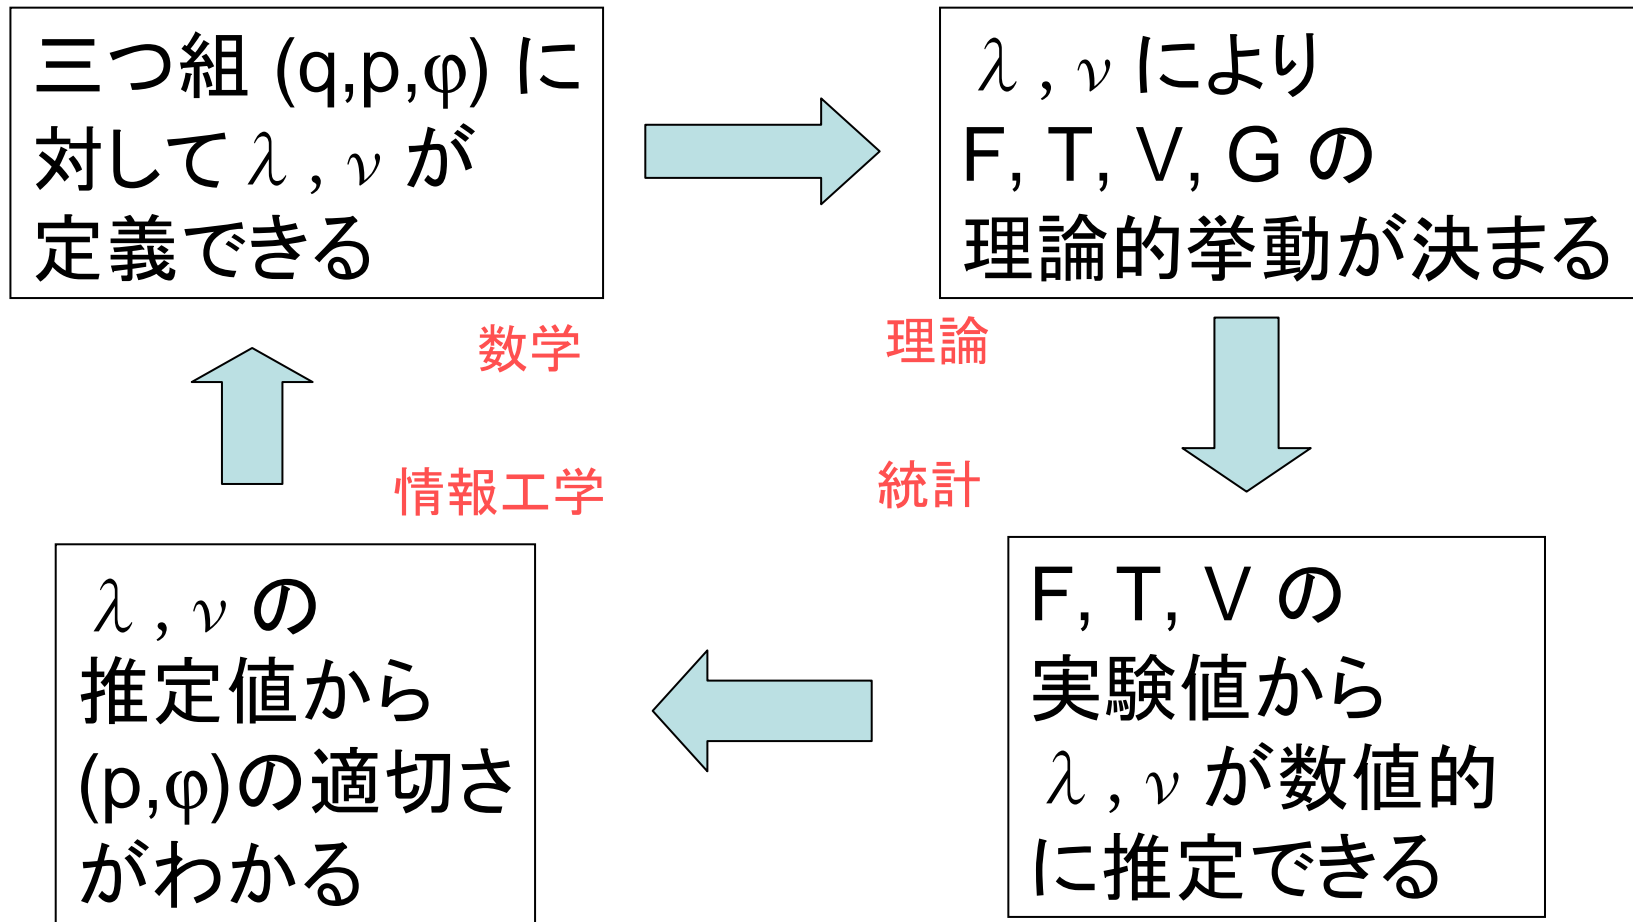 三つ組 (q,p,φ) に
対して λ , ν が
定義できる
λ , ν により
F, T, V, G の
理論的挙動が決まる
数学
理論
情報工学
統計
λ , ν の
推定値から
(p,φ)の適切さ
がわかる
F, T, V の
実験値から
λ , ν が数値的
に推定できる